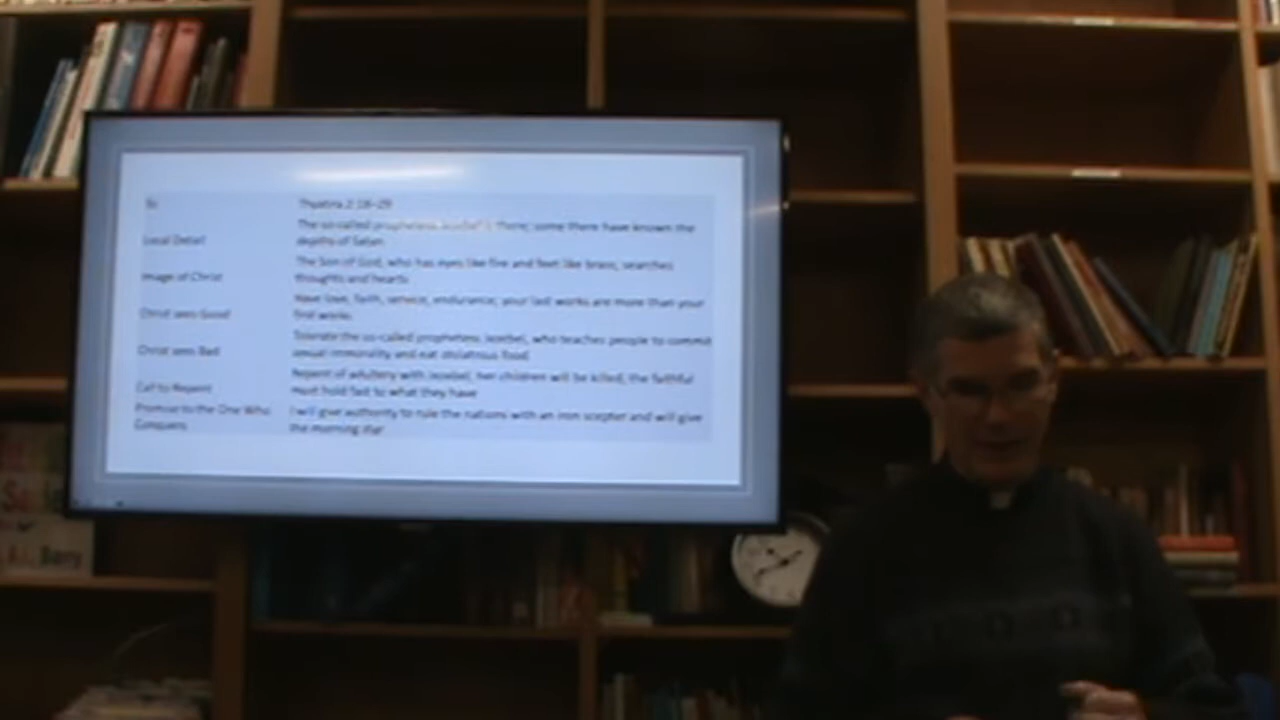 To Thyatira 2:18-29
The so-called prophetess Jezebel is there; some there have known the
Local Detail depths of Satan
The Son of God, who has eyes like fire and feet like brass, searches
Image of Christ thoughts and hearts
Have love, faith, service, endurance; your last works are more than your
Christ sees Good first works
Tolerate the so-called prophetess Jezebel, who teaches people to commit
Christ sees Bad sexual immorality and eat idolatrous food
Repent of adultery with Jezebel; her children will be killed; the faithful
Call to Repent must hold fast to what they have
Promise to the One Who I will give authority to rule the nations with an iron scepter and will give
Conquers the morning star
Berry